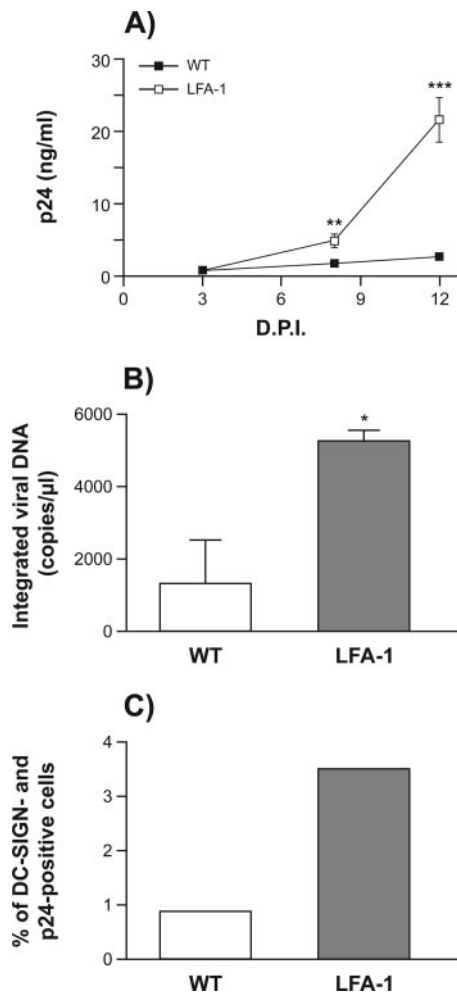 A)
30
WT
LFA-1
***
20
p24 (ng/ml)
10
**
0
0 3 6 9 12
D.P.I.
B)
6000
*
4000
Integrated viral DNA
(copies/µl)
2000
0
WT LFA-1
C)
4
3
2
% of DC-SIGN- and
p24-positive cells
1
0
WT LFA-1